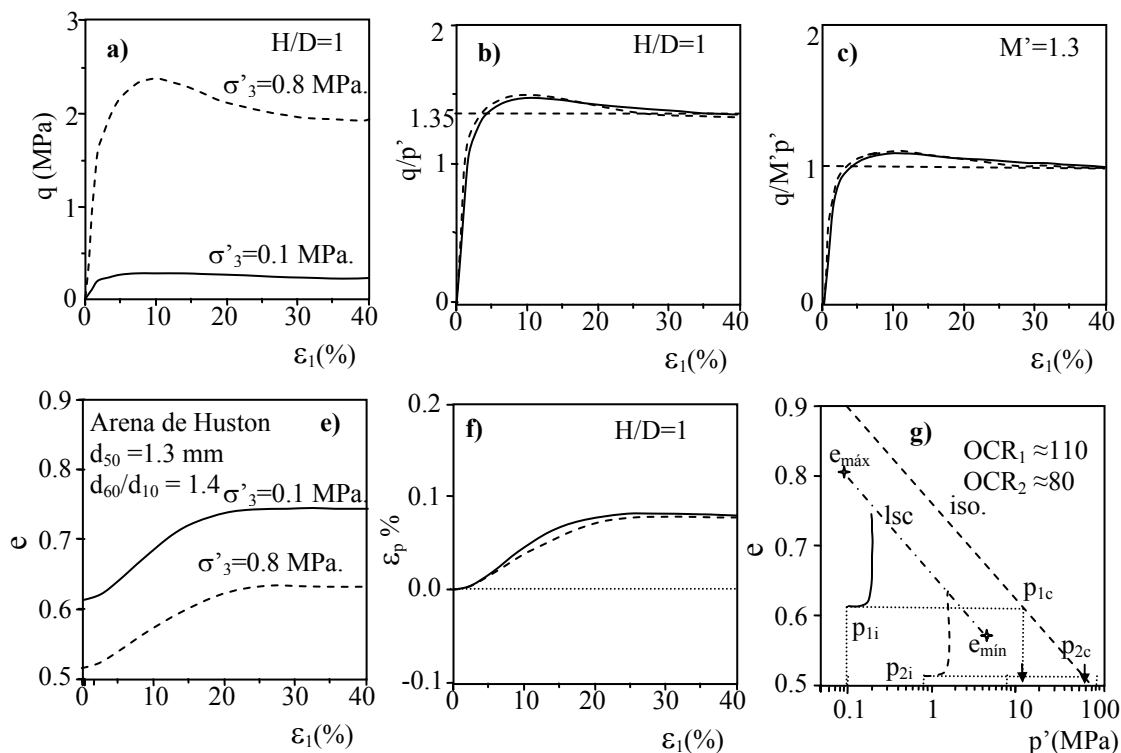 a)
H/D=1
σ'3=0.8 MPa.
σ'3=0.1 MPa.
q (MPa)
3
2
1
0
0 10 20 30 40
ε1(%)
b)
H/D=1
q/p'
2
1.35
1
0
0 10 20 30 40
ε1(%)
c)
M'=1.3
q/M'p'
2
1
0
0 10 20 30 40
ε1(%)
Arena de Huston
e)
d50 =1.3 mm
d60/d10 = 1.4
σ'3=0.1 MPa.
σ'3=0.8 MPa.
e
0.9
0.8
0.7
0.6
0.5
0 10 20 30 40
ε1(%)
f)
H/D=1
εp %
0.2
0.1
0.0
-0.1
0 10 20 30 40
ε1(%)
g)
OCR1 ≈110
OCR2 ≈80
emáx
lsc
iso.
p1c
p1i
emín
p2c
p2i
e
0.9
0.8
0.7
0.6
0.5
0.1 1 10 100
p'(MPa)